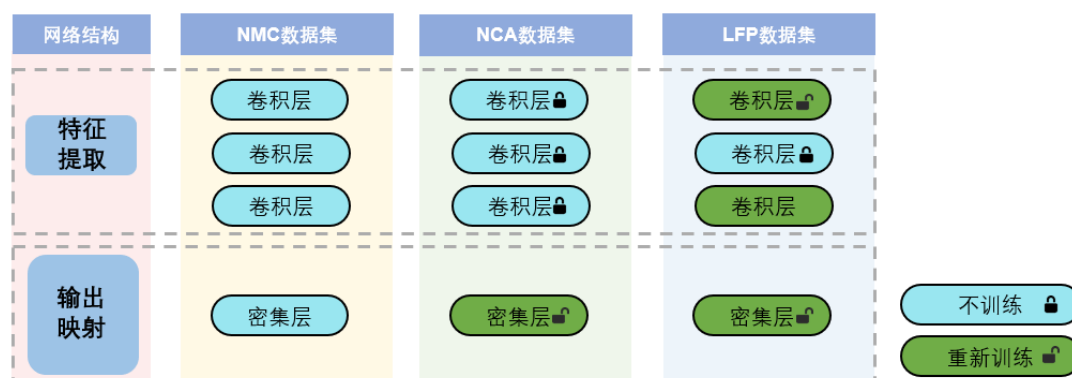 网络结构
NMC数据集
NCA数据集
LFP数据集
特征
提取
卷积层
卷积层
卷积层
卷积层
卷积层
卷积层
卷积层
卷积层
卷积层
输出
映射
密集层
密集层
密集层
不训练
重新训练